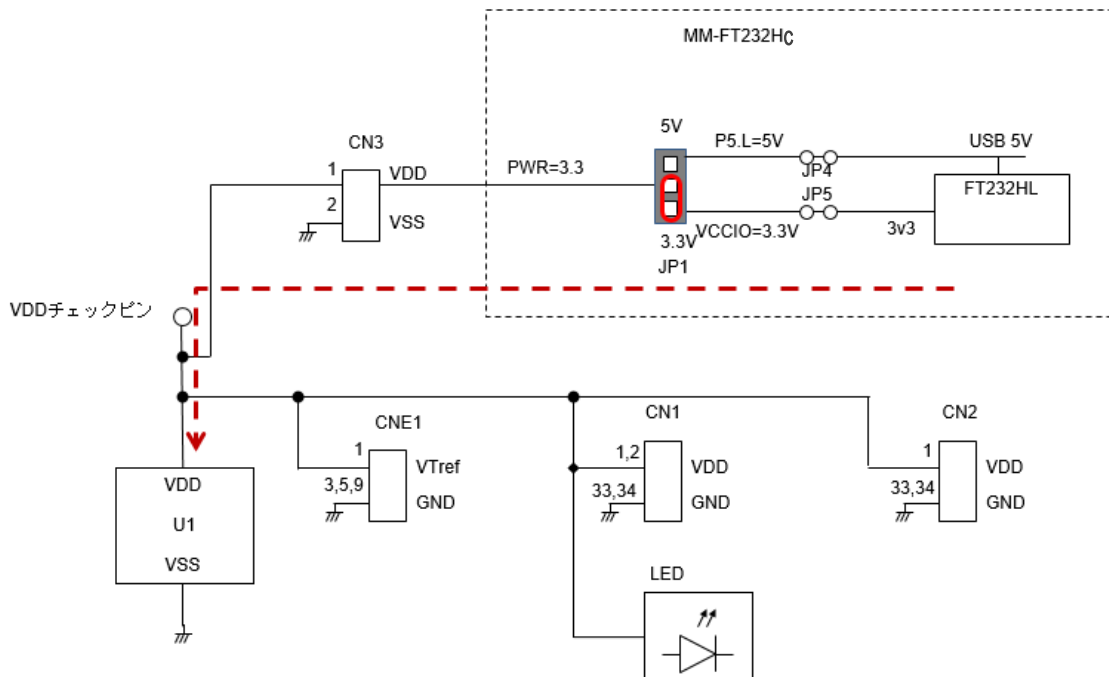 MM-FT232HC
5V
P5.L=5V
USB 5V
CN3
JP4
1
VDD
PWR=3.3
FT232HL
JP5
2
VSS
3.3V
VCCIO=3.3V
3v3
JP1
VDDチェックピン
CNE1
CN1
CN2
1
VTref
1,2
VDD
1
VDD
3,5,9
GND
33,34
GND
33,34
GND
VDD
U1
VSS
LED